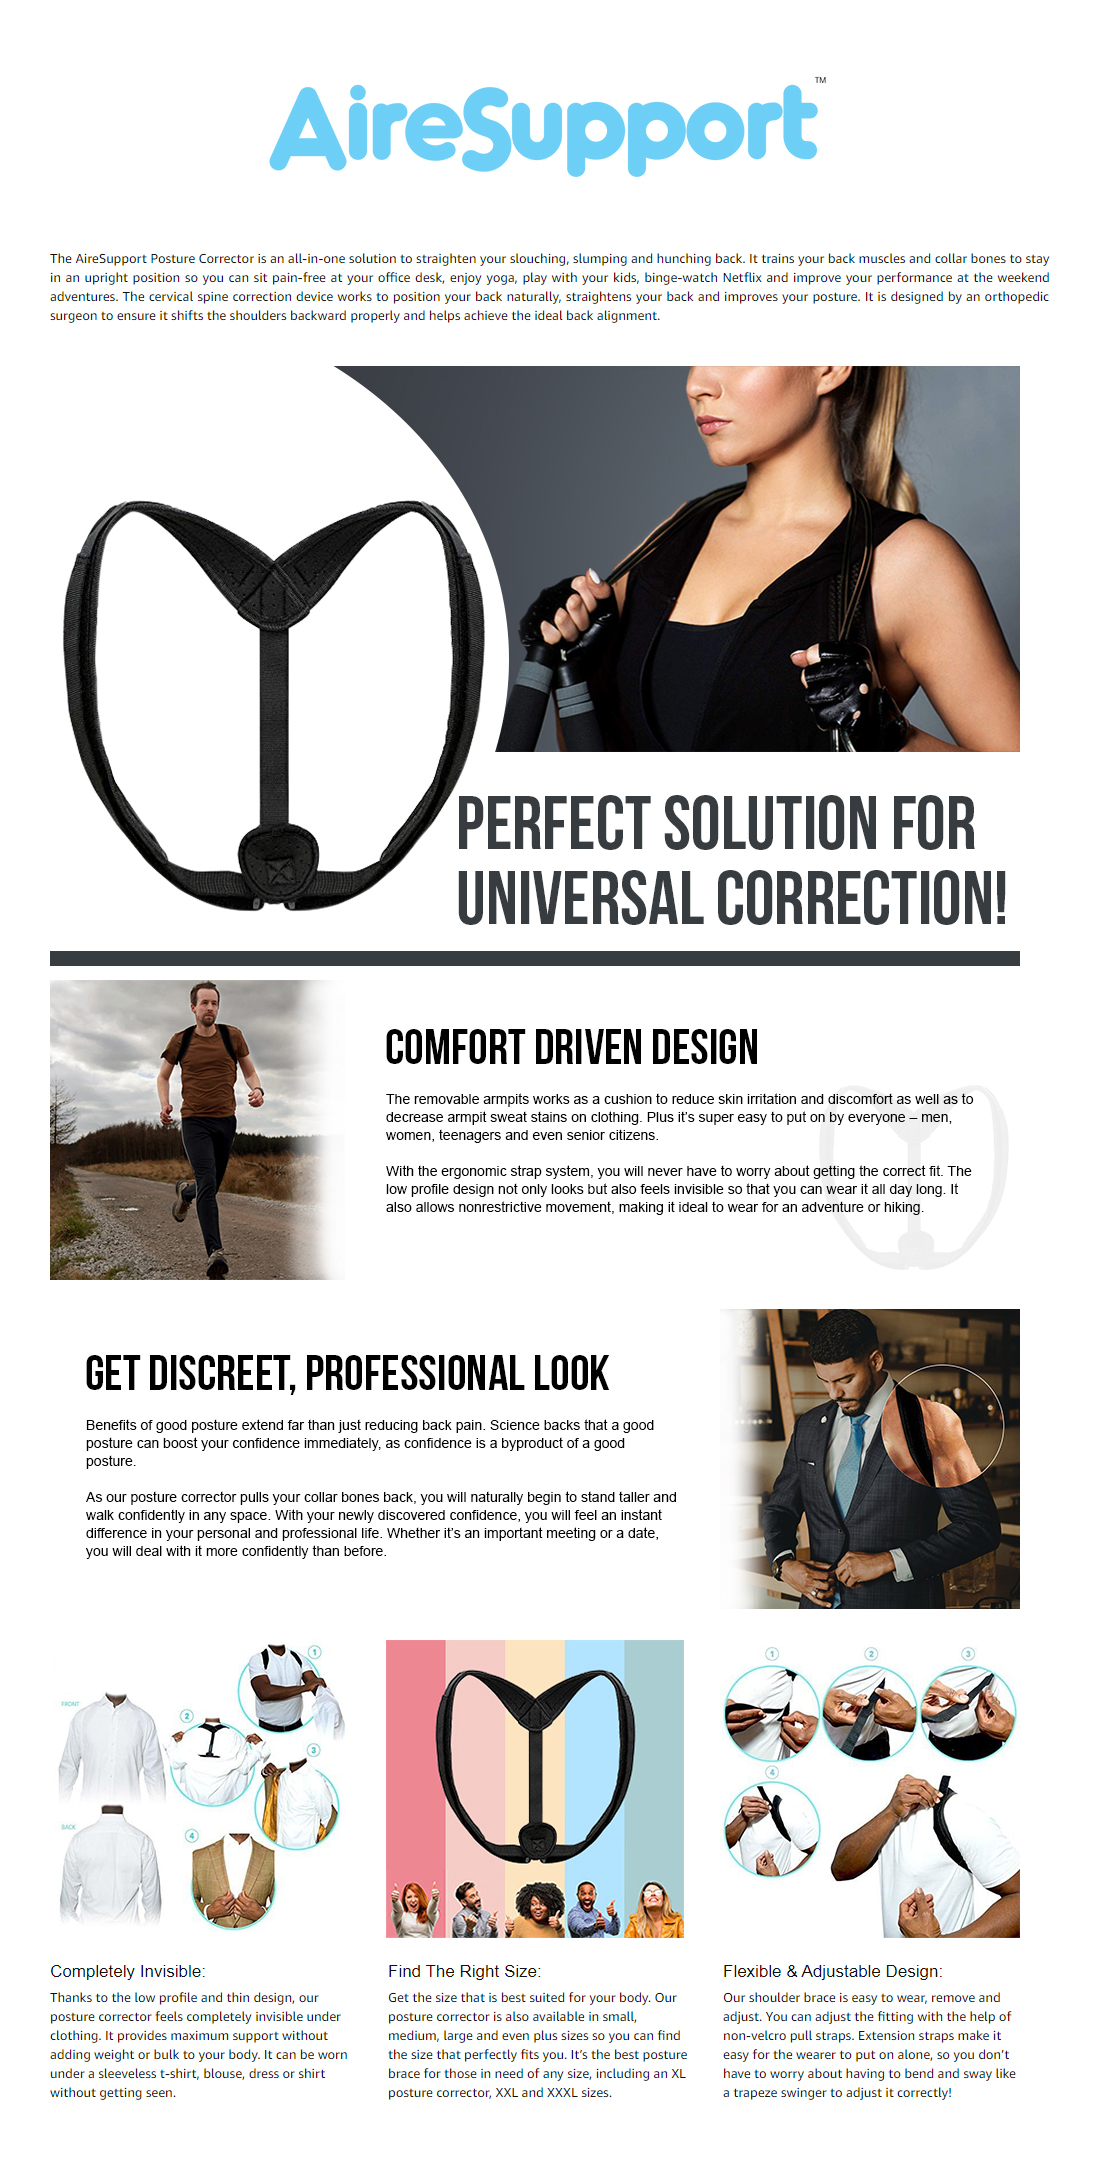 AireSupport™
The AireSupport Posture Corrector is an all-in-one solution to straighten your slouching, slumping and hunching back. It trains your back muscles and collar bones to stay
in an upright position so you can sit pain-free at your office desk, enjoy yoga, play with your kids, binge-watch Netflix and improve your performance at the weekend
adventures. The cervical spine correction device works to position your back naturally, straightens your back and improves your posture. It is designed by an orthopedic
surgeon to ensure it shifts the shoulders backward properly and helps achieve the ideal back alignment.
PERFECT SOLUTION FOR
UNIVERSAL CORRECTION!
COMFORT DRIVEN DESIGN
The removable armpits works as a cushion to reduce skin irritation and discomfort as well as to
decrease armpit sweat stains on clothing. Plus it's super easy to put on by everyone – men,
women, teenagers and even senior citizens.
With the ergonomic strap system, you will never have to worry about getting the correct fit. The
low profile design not only looks but also feels invisible so that you can wear it all day long. It
also allows nonrestrictive movement, making it ideal to wear for an adventure or hiking.
GET DISCREET, PROFESSIONAL LOOK
Benefits of good posture extend far than just reducing back pain. Science backs that a good
posture can boost your confidence immediately, as confidence is a byproduct of a good
posture.
As our posture corrector pulls your collar bones back, you will naturally begin to stand taller and
walk confidently in any space. With your newly discovered confidence, you will feel an instant
difference in your personal and professional life. Whether it's an important meeting or a date,
you will deal with it more confidently than before.
FRONT
BACK
1
2
3
4
1
2
3
4
Completely Invisible:
Thanks to the low profile and thin design, our
posture corrector feels completely invisible under
clothing. It provides maximum support without
adding weight or bulk to your body. It can be worn
under a sleeveless t-shirt, blouse, dress or shirt
without getting seen.
Find The Right Size:
Get the size that is best suited for your body. Our
posture corrector is also available in small,
medium, large and even plus sizes so you can find
the size that perfectly fits you. It's the best posture
brace for those in need of any size, including an XL
posture corrector, XXL and XXXL sizes.
Flexible & Adjustable Design:
Our shoulder brace is easy to wear, remove and
adjust. You can adjust the fitting with the help of
non-velcro pull straps. Extension straps make it
easy for the wearer to put on alone, so you don't
have to worry about having to bend and sway like
a trapeze swinger to adjust it correctly!